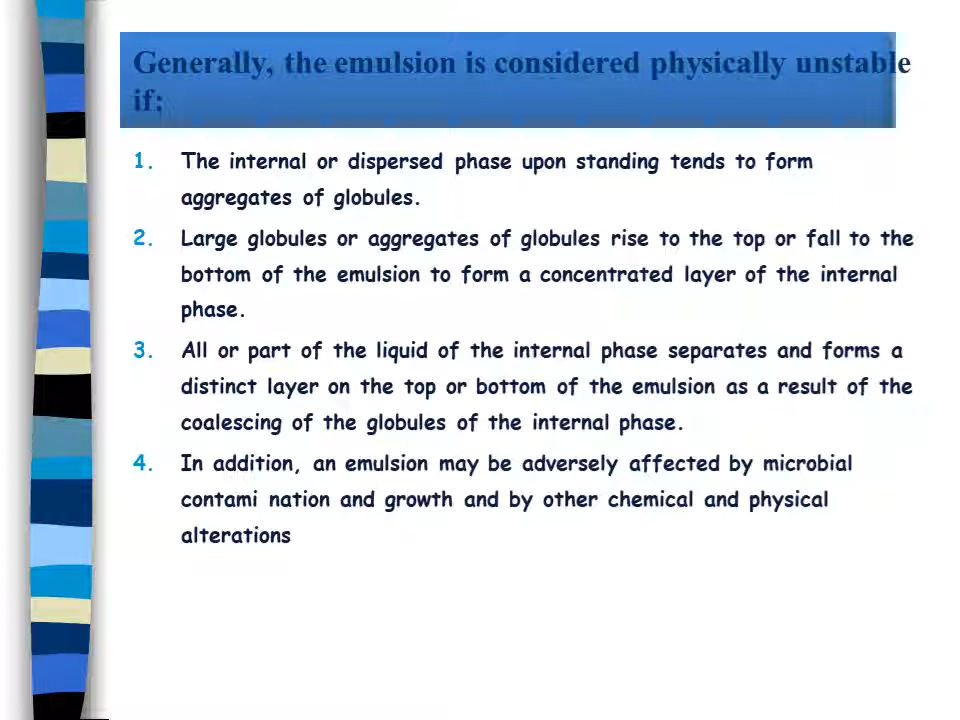 Generally, the emulsion is considered physically unstable
if;
1. The internal or dispersed phase upon standing tends to form
aggregates of globules.
2. Large globules or aggregates of globules rise to the top or fall to the
bottom of the emulsion to form a concentrated layer of the internal
phase.
3. All or part of the liquid of the internal phase separates and forms a
distinct layer on the top or bottom of the emulsion as a result of the
coalescing of the globules of the internal phase.
4. In addition, an emulsion may be adversely affected by microbial
contami nation and growth and by other chemical and physical
alterations